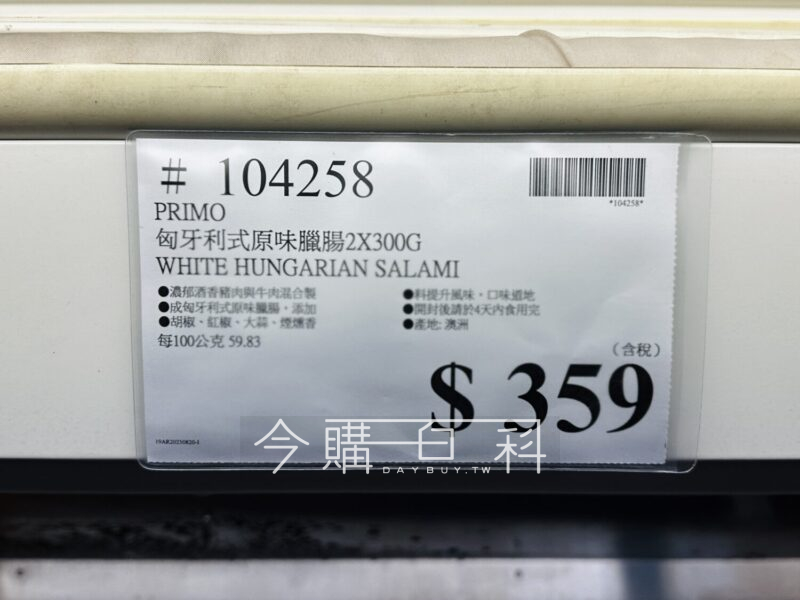 # 104258
*104258*
PRIMO
匈牙利式原味臘腸2X300G
WHITE HUNGARIAN SALAMI
●濃郁酒香豬肉與牛肉混合製
●成匈牙利式原味臘腸，添加
●胡椒、紅椒、大蒜、煙燻香
●料提升風味，口味道地
●開封後請於4天內食用完
●產地: 澳洲
每100公克 59.83
（含稅）
$ 359
19AR20230820-1
今購百科
DAYBUY.TW